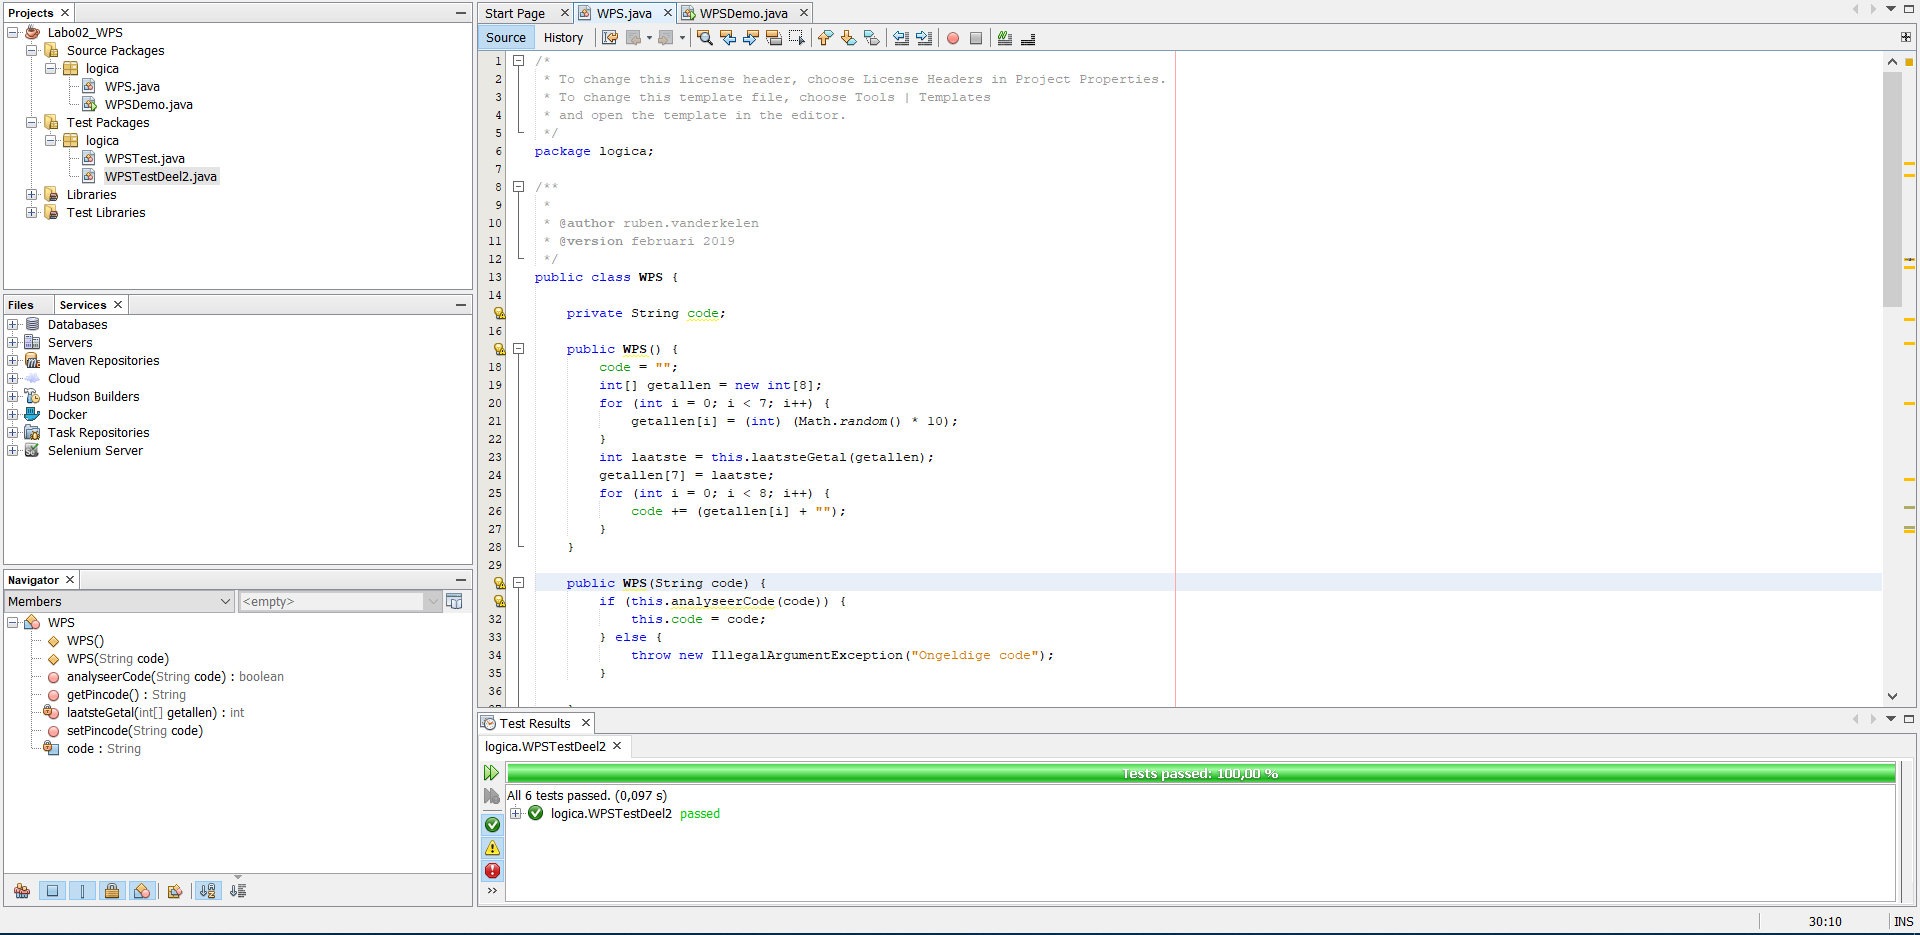 Projects
Labo02_WPS
Source Packages
logica
WPS.java
WPSDemo.java
Test Packages
logica
WPSTest.java
WPSTestDeel2.java
Libraries
Test Libraries
Files Services
Databases
Servers
Maven Repositories
Cloud
Hudson Builders
Docker
Task Repositories
Selenium Server
Navigator
Members <empty>
WPS
WPS()
WPS(String code)
analyseerCode(String code) : boolean
getPincode() : String
laatsteGetal(int[] getallen) : int
setPincode(String code)
code : String
Start Page WPS.java WPSDemo.java
Source History
1 /*
2 * To change this license header, choose License Headers in Project Properties.
3 * To change this template file, choose Tools | Templates
4 * and open the template in the editor.
5 */
6 package logica;
7
8 /**
9 *
10 * @author ruben.vanderkelen
11 * @version februari 2019
12 */
13 public class WPS {
14
private String code;
16
public WPS() {
18 code = "";
19 int[] getallen = new int[8];
20 for (int i = 0; i < 7; i++) {
21 getallen[i] = (int) (Math.random() * 10);
22 }
23 int laatste = this.laatsteGetal(getallen);
24 getallen[7] = laatste;
25 for (int i = 0; i < 8; i++) {
26 code += (getallen[i] + "");
27 }
28 }
29
public WPS(String code) {
if (this.analyseerCode(code)) {
32 this.code = code;
33 } else {
34 throw new IllegalArgumentException("Ongeldige code");
35 }
36
Test Results
logica.WPSTestDeel2
Tests passed: 100,00 %
All 6 tests passed. (0,097 s)
logica.WPSTestDeel2 passed
30:10 INS